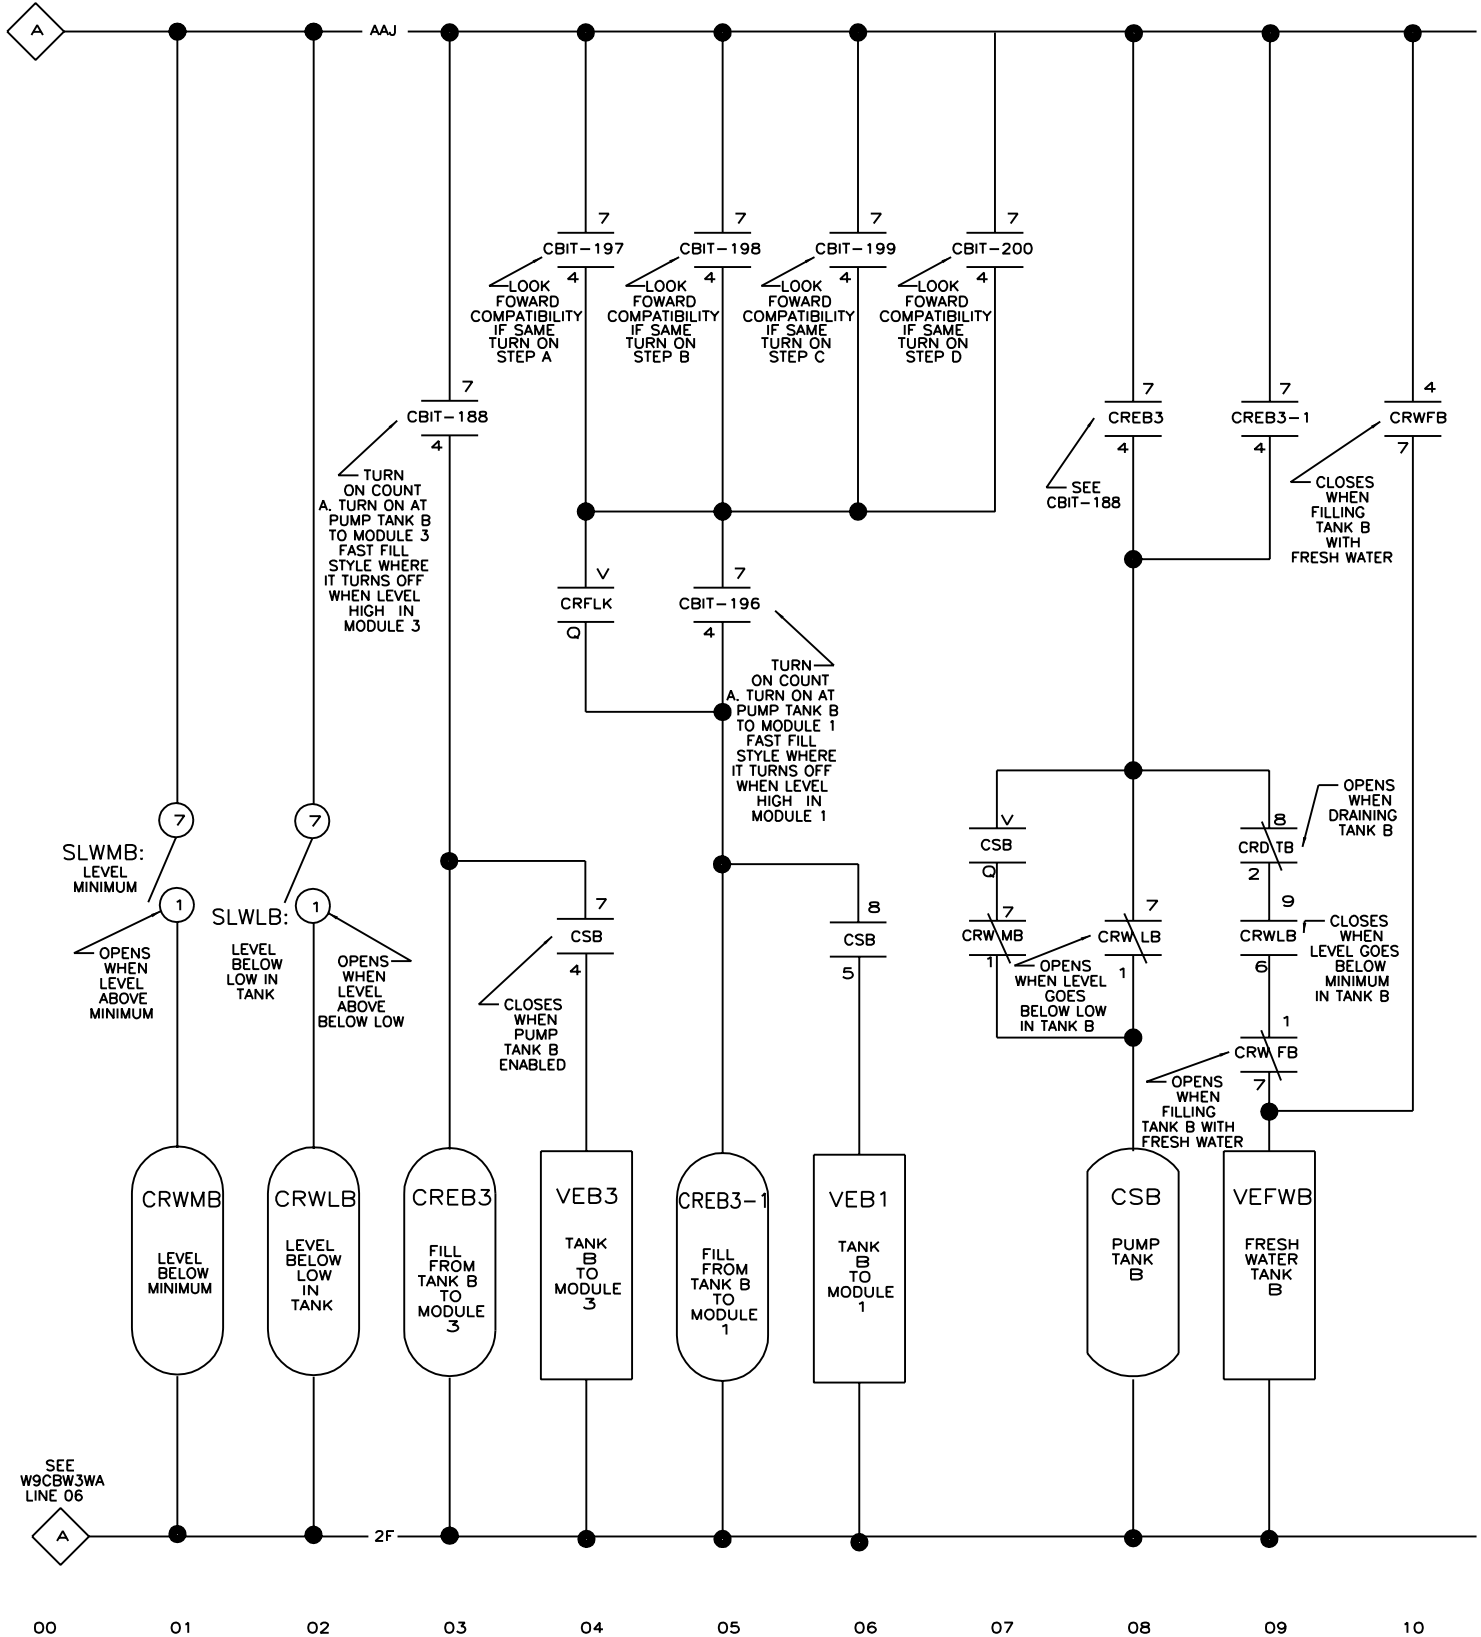 A
AAJ
7
CBIT-197
4
LOOK
FOWARD
COMPATIBILITY
IF SAME
TURN ON
STEP A
7
CBIT-198
4
LOOK
FOWARD
COMPATIBILITY
IF SAME
TURN ON
STEP B
7
CBIT-199
4
LOOK
FOWARD
COMPATIBILITY
IF SAME
TURN ON
STEP C
7
CBIT-200
4
LOOK
FOWARD
COMPATIBILITY
IF SAME
TURN ON
STEP D
7
CBIT-188
4
TURN
ON COUNT
A. TURN ON AT
PUMP TANK B
TO MODULE 3
FAST FILL
STYLE WHERE
IT TURNS OFF
WHEN LEVEL
HIGH IN
MODULE 3
7
CREB3
4
SEE
CBIT-188
7
CREB3-1
4
4
CRWFB
7
CLOSES
WHEN
FILLING
TANK B
WITH
FRESH WATER
V
CRFLK
Q
7
CBIT-196
4
TURN
ON COUNT
A. TURN ON AT
PUMP TANK B
TO MODULE 1
FAST FILL
STYLE WHERE
IT TURNS OFF
WHEN LEVEL
HIGH IN
MODULE 1
7
SLWMB:
LEVEL
MINIMUM
1
OPENS
WHEN
LEVEL
ABOVE
MINIMUM
7
SLWLB:
1
LEVEL
BELOW
LOW IN
TANK
OPENS
WHEN
LEVEL
ABOVE
BELOW LOW
7
CSB
4
CLOSES
WHEN
PUMP
TANK B
ENABLED
8
CSB
5
V
CSB
Q
7
CRWMB
1
7
CRWLB
1
OPENS
WHEN LEVEL
GOES
BELOW LOW
IN TANK B
8
CRDTB
2
OPENS
WHEN
DRAINING
TANK B
9
CRWLB
6
CLOSES
WHEN
LEVEL GOES
BELOW
MINIMUM
IN TANK B
1
CRWFB
7
OPENS
WHEN
FILLING
TANK B WITH
FRESH WATER
CRWMB
LEVEL
BELOW
MINIMUM
CRWLB
LEVEL
BELOW
LOW
IN
TANK
CREB3
FILL
FROM
TANK B
TO
MODULE
3
VEB3
TANK
B
TO
MODULE
3
CREB3-1
FILL
FROM
TANK B
TO
MODULE
1
VEB1
TANK
B
TO
MODULE
1
CSB
PUMP
TANK
B
VEFWB
FRESH
WATER
TANK
B
SEE
W9CBW3WA
LINE 06
A
2F
00 01 02 03 04 05 06 07 08 09 10